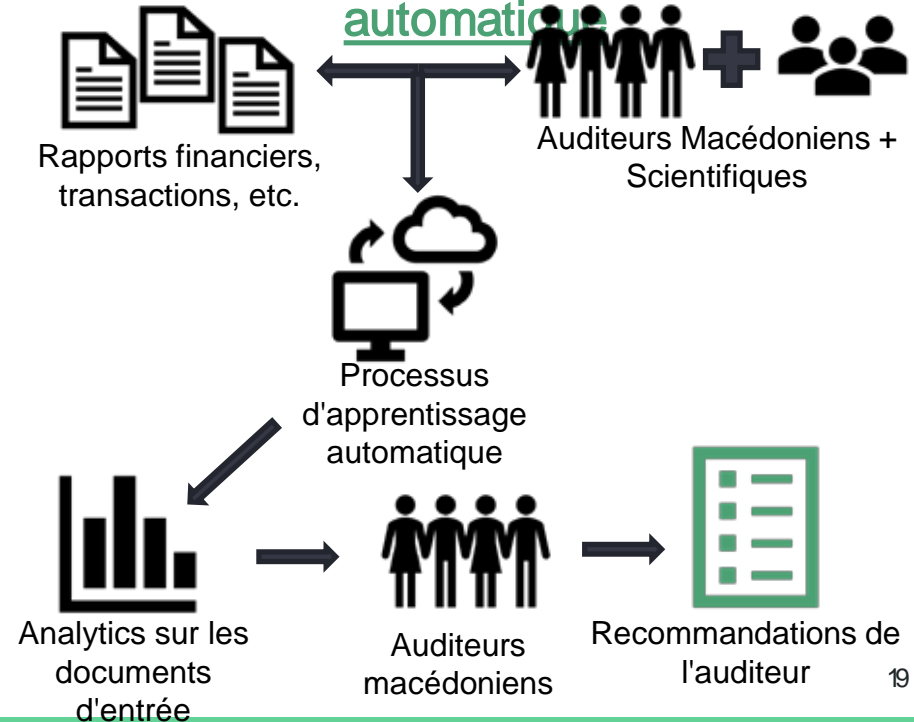 automatique
Rapports financiers,
transactions, etc.
Auditeurs Macédoniens +
Scientifiques
Processus
d'apprentissage
automatique
Analytics sur les
documents
d'entrée
Auditeurs
macédoniens
Recommandations de
l'auditeur
19